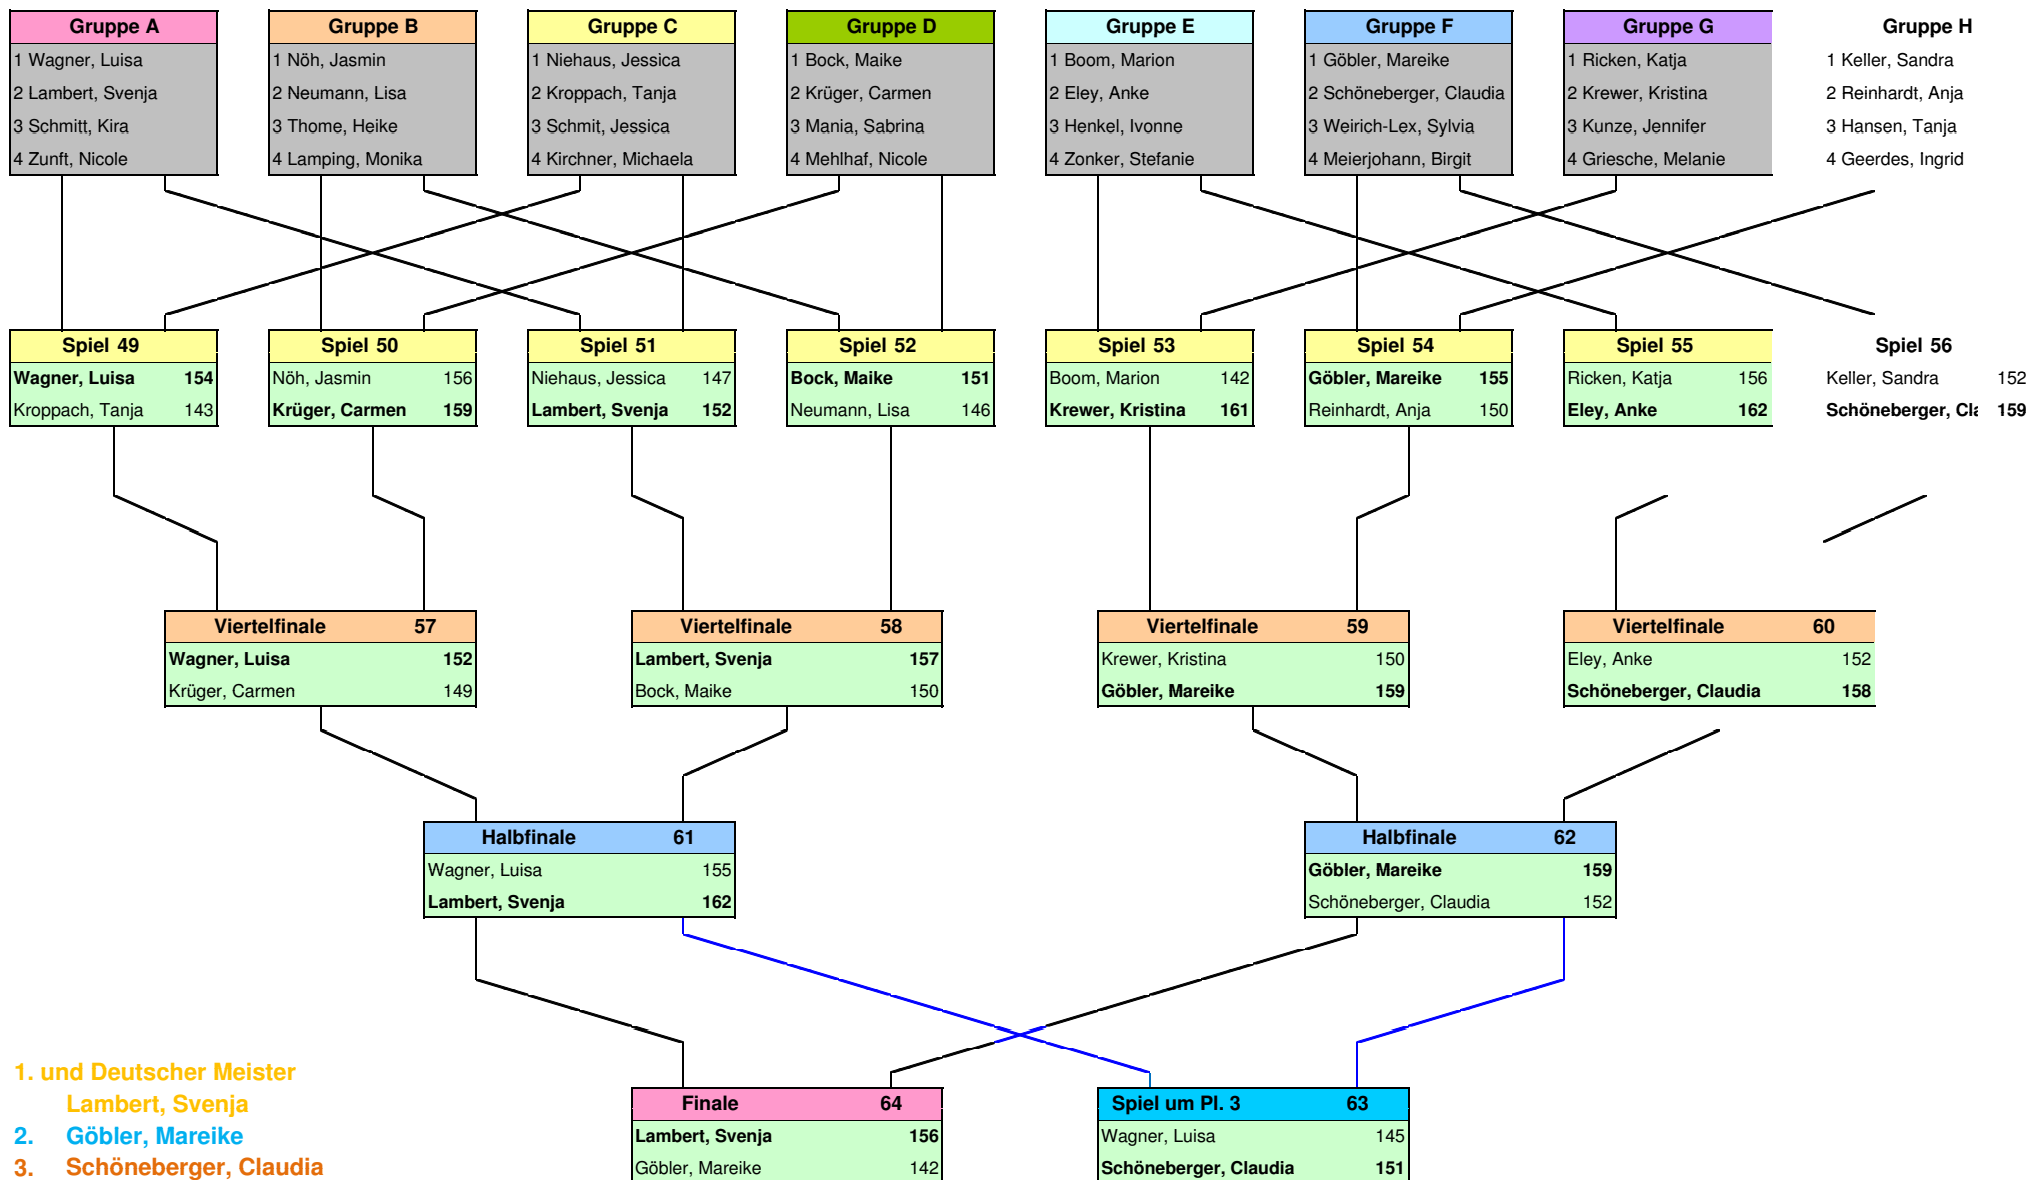 Gruppe A Gruppe B Gruppe C Gruppe D Gruppe E Gruppe F Gruppe G Gruppe H
1 Wagner, Luisa 1 Nöh, Jasmin 1 Niehaus, Jessica 1 Bock, Maike 1 Boom, Marion 1 Göbler, Mareike 1 Ricken, Katja 1 Keller, Sandra
2 Lambert, Svenja 2 Neumann, Lisa 2 Kroppach, Tanja 2 Krüger, Carmen 2 Eley, Anke 2 Schöneberger, Claudia 2 Krewer, Kristina 2 Reinhardt, Anja
3 Schmitt, Kira 3 Thome, Heike 3 Schmit, Jessica 3 Mania, Sabrina 3 Henkel, Ivonne 3 Weirich-Lex, Sylvia 3 Kunze, Jennifer 3 Hansen, Tanja
4 Zunft, Nicole 4 Lamping, Monika 4 Kirchner, Michaela 4 Mehlhaf, Nicole 4 Zonker, Stefanie 4 Meierjohann, Birgit 4 Griesche, Melanie 4 Geerdes, Ingrid
Spiel 49 Spiel 50 Spiel 51 Spiel 52 Spiel 53 Spiel 54 Spiel 55 Spiel 56
Wagner, Luisa 154 Nöh, Jasmin 156 Niehaus, Jessica 147 Bock, Maike 151 Boom, Marion 142 Göbler, Mareike 155 Ricken, Katja 156 Keller, Sandra 152
Kroppach, Tanja 143 Krüger, Carmen 159 Lambert, Svenja 152 Neumann, Lisa 146 Krewer, Kristina 161 Reinhardt, Anja 150 Eley, Anke 162 Schöneberger, Cla 159
Viertelfinale 57 Viertelfinale 58 Viertelfinale 59 Viertelfinale 60
Wagner, Luisa 152 Lambert, Svenja 157 Krewer, Kristina 150 Eley, Anke 152
Krüger, Carmen 149 Bock, Maike 150 Göbler, Mareike 159 Schöneberger, Claudia 158
Halbfinale 61 Halbfinale 62
Wagner, Luisa 155 Göbler, Mareike 159
Lambert, Svenja 162 Schöneberger, Claudia 152
1. und Deutscher Meister
Lambert, Svenja Finale 64 Spiel um Pl. 3 63
2. Göbler, Mareike Lambert, Svenja 156 Wagner, Luisa 145
3. Schöneberger, Claudia Göbler, Mareike 142 Schöneberger, Claudia 151